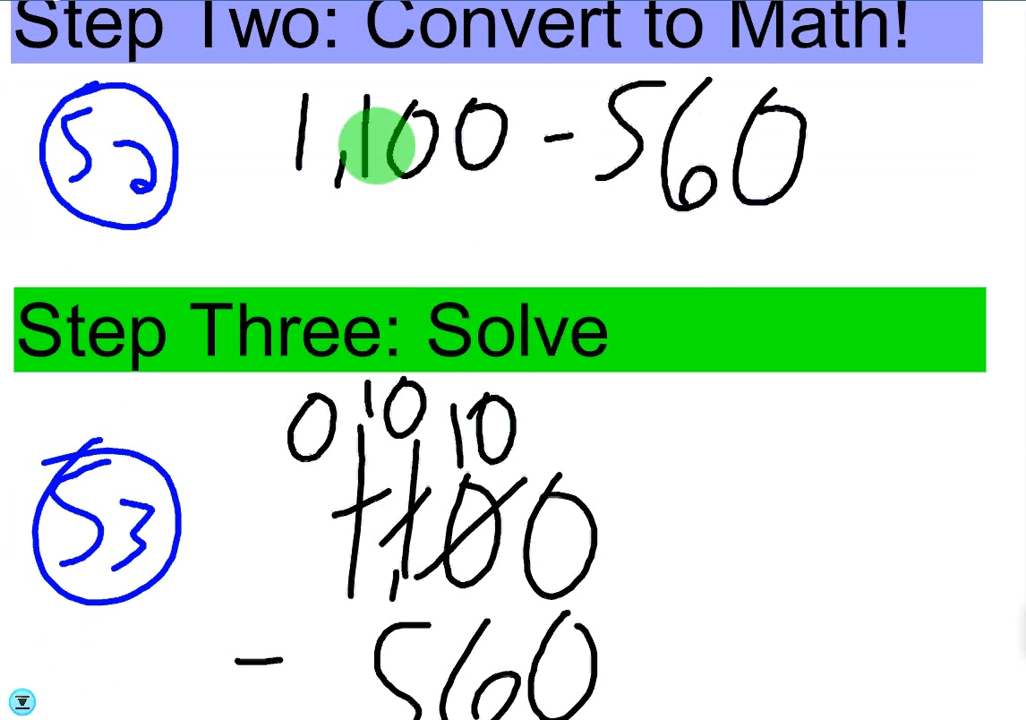 Step Two: Convert to Math!
S2 1,100 - 560
Step Three: Solve
0 10 10
S3 1,100
- 560